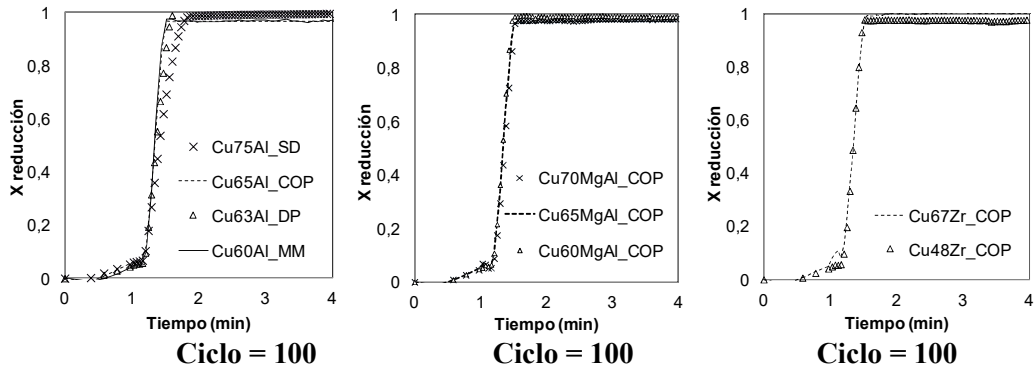 1
0,8
0,6
0,4
0,2
0
X reducción
Cu75Al_SD
Cu65Al_COP
Cu63Al_DP
Cu60Al_MM
0 1 2 3 4
Tiempo (min)
Ciclo = 100
1
0,8
0,6
0,4
0,2
0
X reducción
Cu70MgAl_COP
Cu65MgAl_COP
Cu60MgAl_COP
0 1 2 3 4
Tiempo (min)
Ciclo = 100
1
0,8
0,6
0,4
0,2
0
X reducción
Cu67Zr_COP
Cu48Zr_COP
0 1 2 3 4
Tiempo (min)
Ciclo = 100